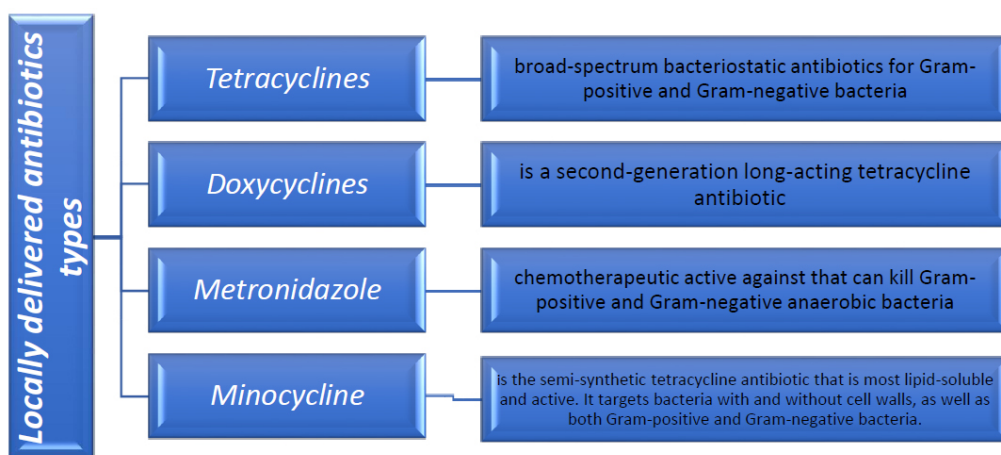 Locally delivered antibiotics
types
Tetracyclines
broad-spectrum bacteriostatic antibiotics for Gram-
positive and Gram-negative bacteria
Doxycyclines
is a second-generation long-acting tetracycline
antibiotic
Metronidazole
chemotherapeutic active against that can kill Gram-
positive and Gram-negative anaerobic bacteria
Minocycline
is the semi-synthetic tetracycline antibiotic that is most lipid-soluble
and active. It targets bacteria with and without cell walls, as well as
both Gram-positive and Gram-negative bacteria.